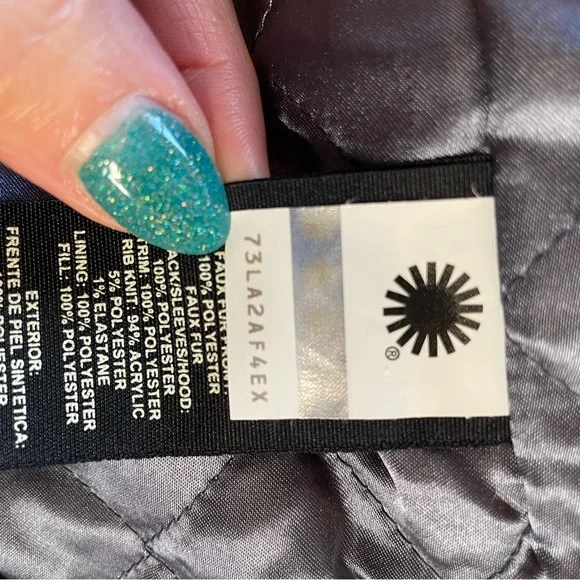 ®
73LA2AF4EX
FAUX FUR FRONT
100% POLYESTER
ACK/SLEEVES/HOOD:
FAUX FUR
100% POLYESTER
TRIM: 100% POLYESTER
RIB KNIT: 94% ACRYLIC
5% POLYESTER
1% ELASTANE
LINING: 100% POLYESTER
FILL: 100% POLYESTER
EXTERIOR:
FRENTE DE PIEL SINTETICA: